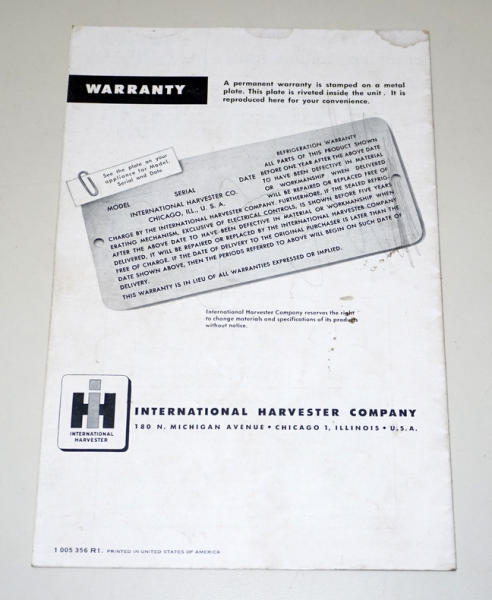 WARRANTY
A permanent warranty is stamped on a metal
plate. This plate is riveted inside the unit. It is
reproduced here for your convenience.
See the plate on your
appliance for Model,
Serial and Date
REFRIGERATION WARRANTY
MODEL SERIAL DATE
INTERNATIONAL HARVESTER CO.
CHICAGO, ILL., U. S. A.
ALL PARTS OF THIS PRODUCT SHOWN
BEFORE ONE YEAR AFTER THE ABOVE DATE
TO HAVE BEEN DEFECTIVE IN MATERIAL
OR WORKMANSHIP WHEN DELIVERED
WILL BE REPAIRED OR REPLACED FREE OF
CHARGE BY THE INTERNATIONAL HARVESTER COMPANY. FURTHERMORE, IF THE SEALED REFRIG-
ERATING MECHANISM, EXCLUSIVE OF ELECTRICAL CONTROLS, IS SHOWN BEFORE FIVE YEARS
AFTER THE ABOVE DATE TO HAVE BEEN DEFECTIVE IN MATERIAL OR WORKMANSHIP WHEN
DELIVERED, IT WILL BE REPAIRED OR REPLACED BY THE INTERNATIONAL HARVESTER COMPANY
FREE OF CHARGE. IF THE DATE OF DELIVERY TO THE ORIGINAL PURCHASER IS LATER THAN THE
DATE SHOWN ABOVE, THEN THE PERIODS REFERRED TO ABOVE WILL BEGIN ON SUCH DATE OF
DELIVERY.
THIS WARRANTY IS IN LIEU OF ALL WARRANTIES EXPRESSED OR IMPLIED.
International Harvester Company reserves the right
to change materials and specifications of its products
without notice.
IH
INTERNATIONAL
HARVESTER
INTERNATIONAL HARVESTER COMPANY
180 N. MICHIGAN AVENUE • CHICAGO 1, ILLINOIS • U.S.A.
1 005 356 R1. PRINTED IN UNITED STATES OF AMERICA